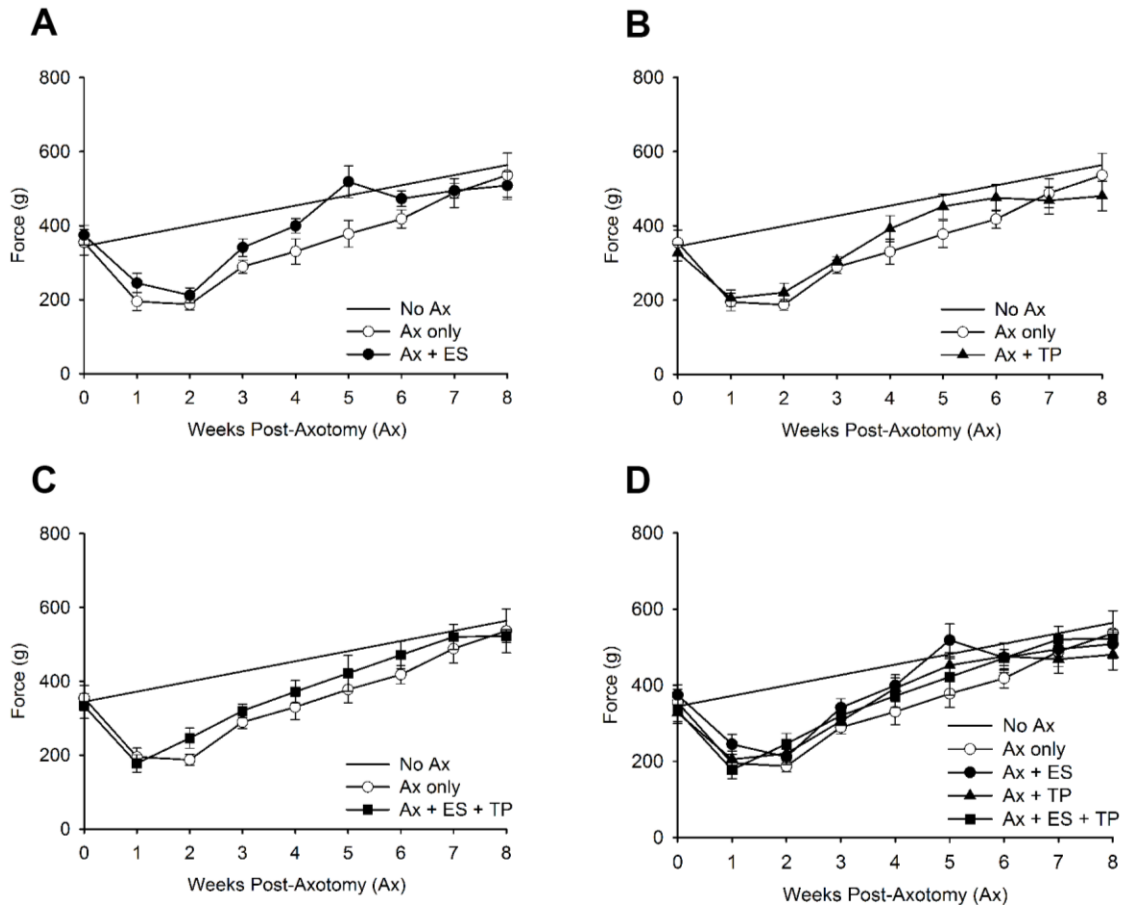 A
800
600
400
200
0
Force (g)
No Ax
Ax only
Ax + ES
0 1 2 3 4 5 6 7 8
Weeks Post-Axotomy (Ax)
B
800
600
400
200
0
Force (g)
No Ax
Ax only
Ax + TP
0 1 2 3 4 5 6 7 8
Weeks Post-Axotomy (Ax)
C
800
600
400
200
0
Force (g)
No Ax
Ax only
Ax + ES + TP
0 1 2 3 4 5 6 7 8
Weeks Post-Axotomy (Ax)
D
800
600
400
200
0
Force (g)
No Ax
Ax only
Ax + ES
Ax + TP
Ax + ES + TP
0 1 2 3 4 5 6 7 8
Weeks Post-Axotomy (Ax)